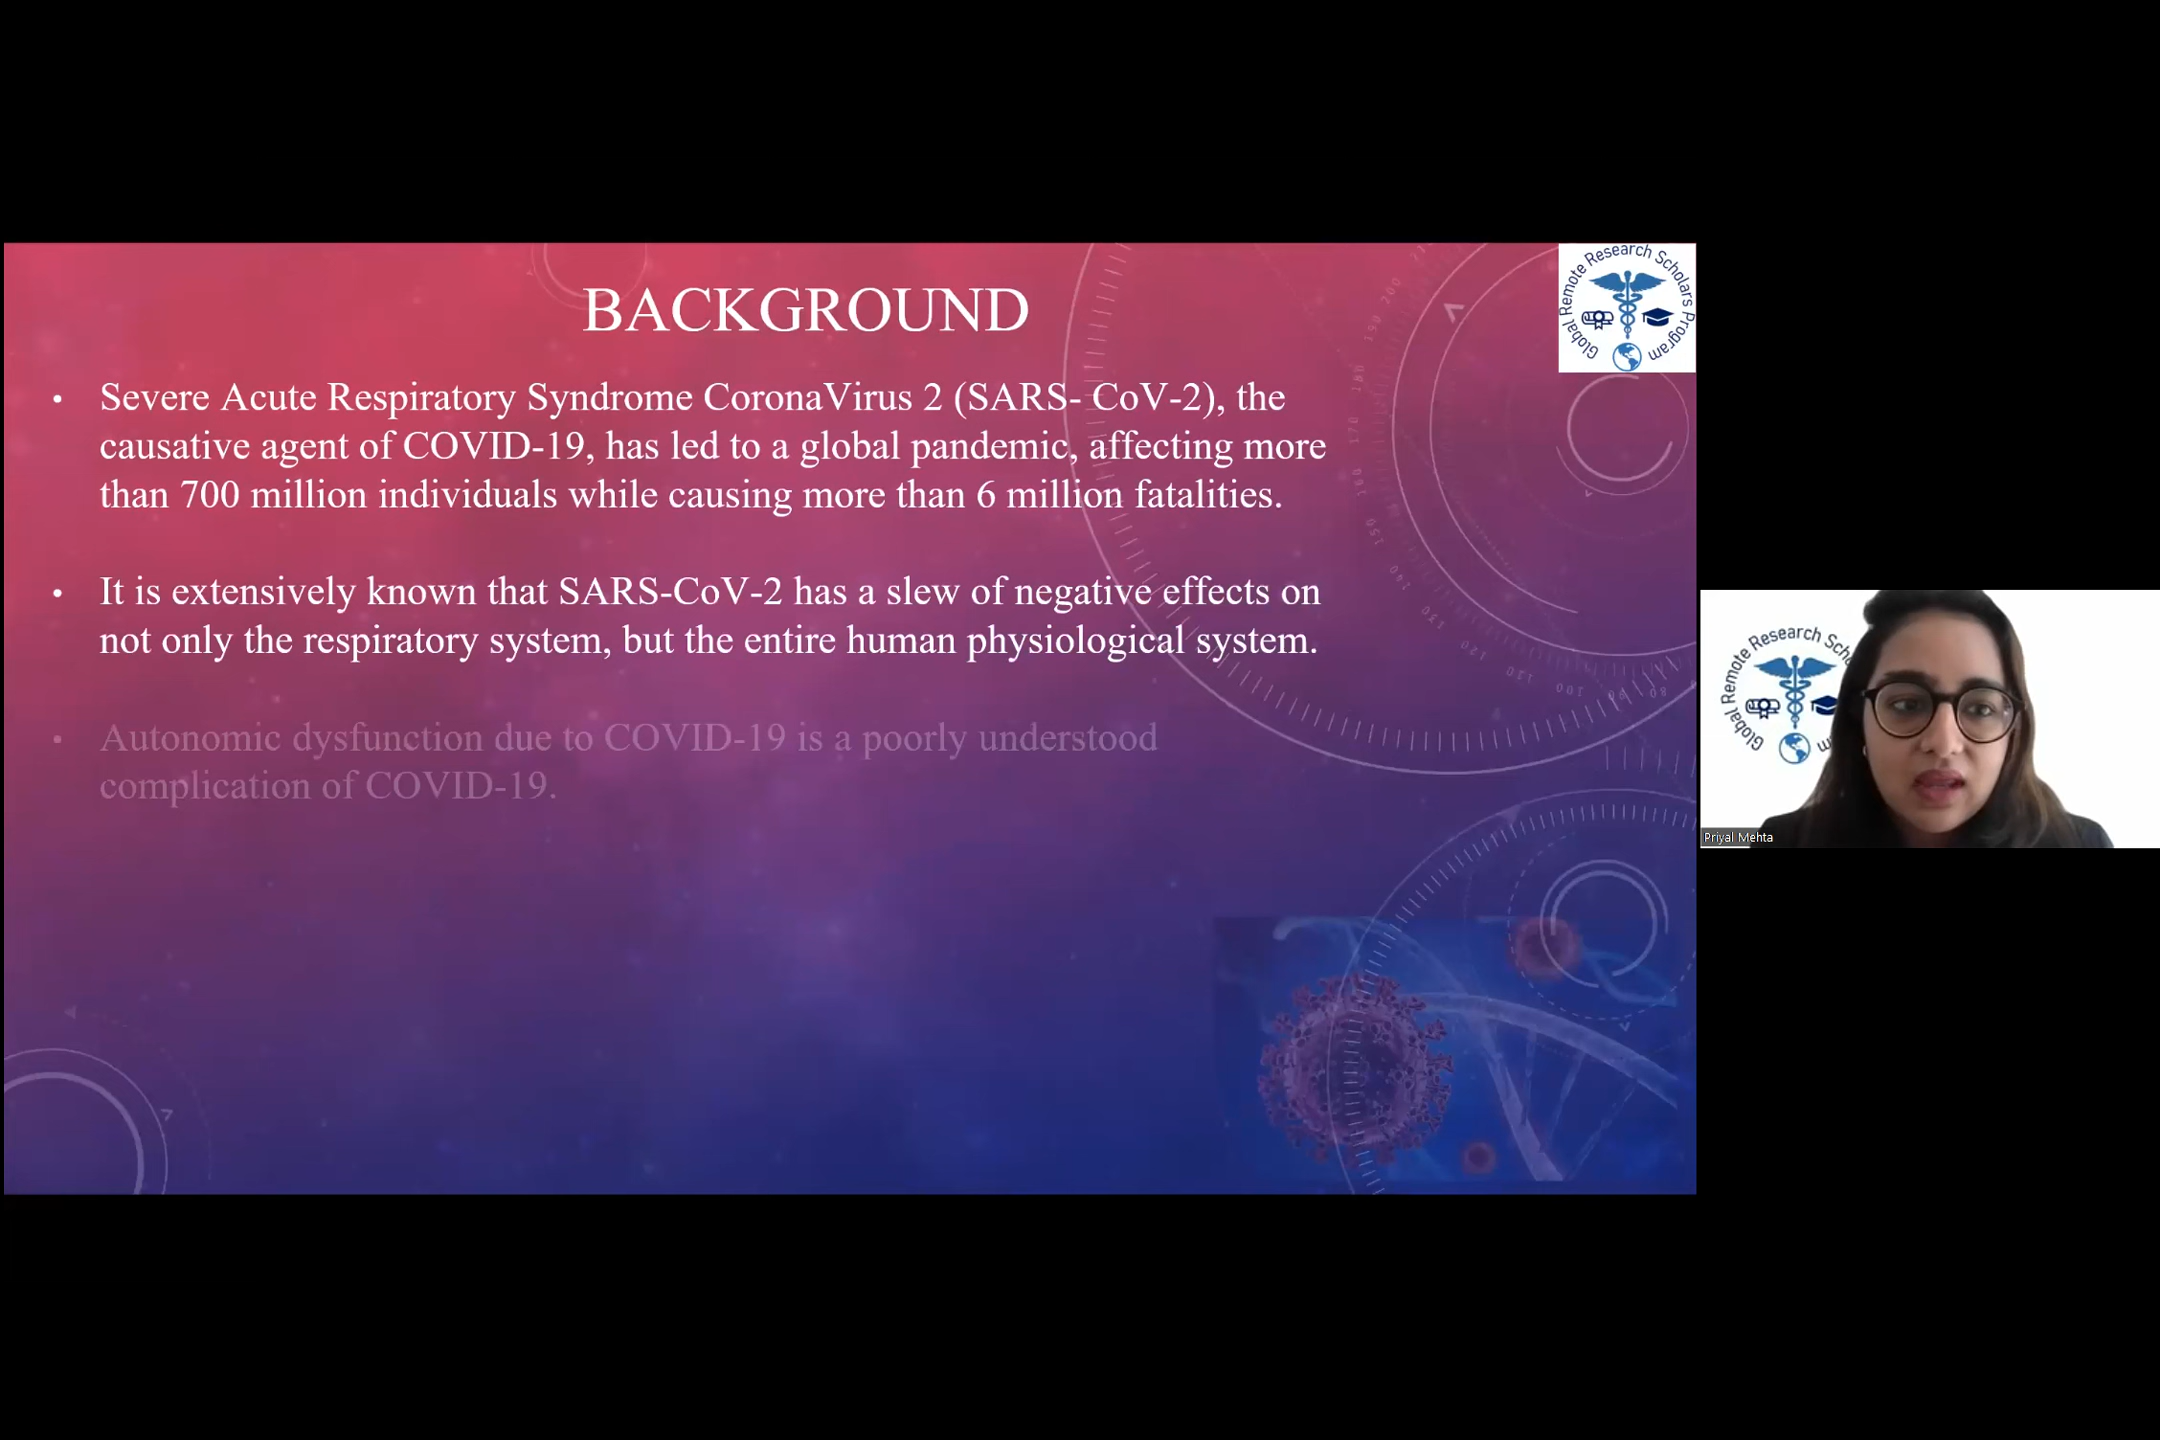 BACKGROUND
Global Remote Research Scholars Program
• Severe Acute Respiratory Syndrome CoronaVirus 2 (SARS- CoV-2), the
causative agent of COVID-19, has led to a global pandemic, affecting more
than 700 million individuals while causing more than 6 million fatalities.
• It is extensively known that SARS-CoV-2 has a slew of negative effects on
not only the respiratory system, but the entire human physiological system.
• Autonomic dysfunction due to COVID-19 is a poorly understood
complication of COVID-19.
Global Remote Research Sch
m
Priyal Mehta